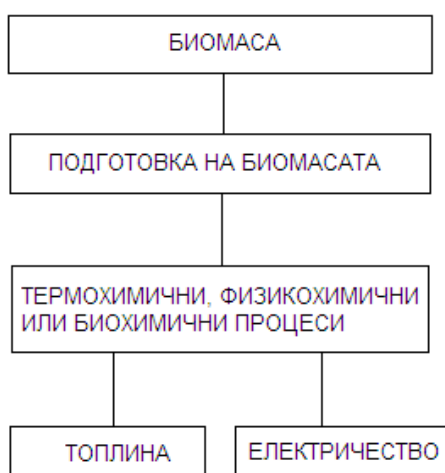 БИОМАСА
ПОДГОТОВКА НА БИОМАСАТА
ТЕРМОХИМИЧНИ, ФИЗИКОХИМИЧНИ
ИЛИ БИОХИМИЧНИ ПРОЦЕСИ
ТОПЛИНА
ЕЛЕКТРИЧЕСТВО